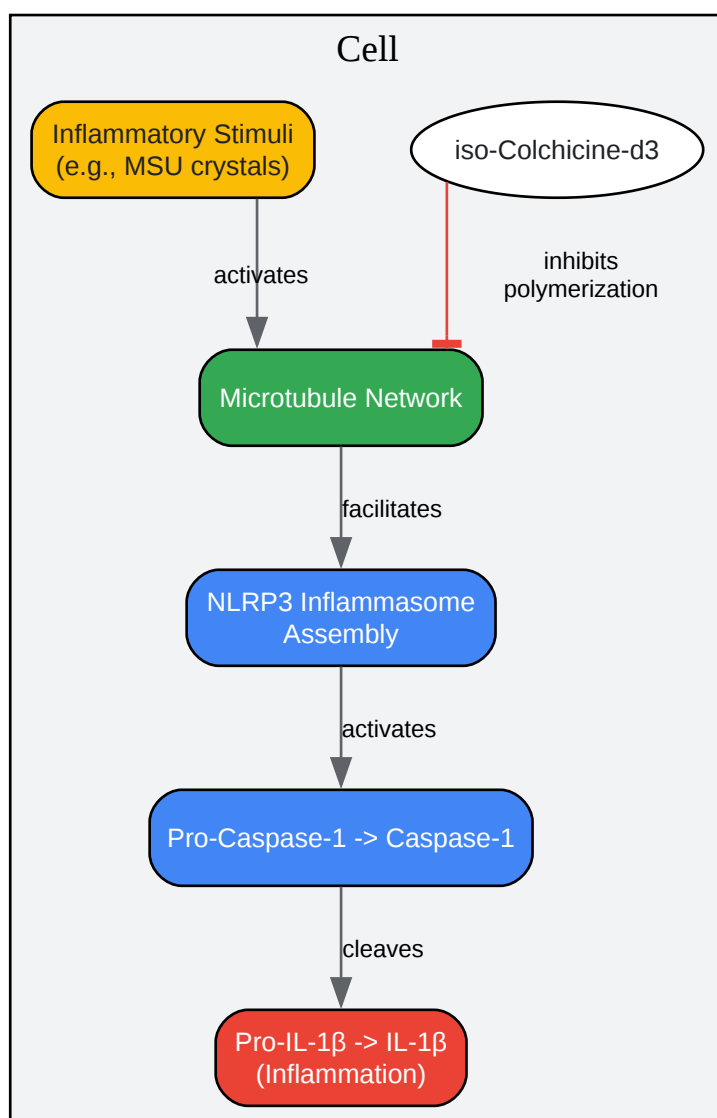 Cell
Inflammatory Stimuli
(e.g., MSU crystals)
iso-Colchicine-d3
activates
inhibits
polymerization
Microtubule Network
facilitates
NLRP3 Inflammasome
Assembly
activates
Pro-Caspase-1 -> Caspase-1
cleaves
Pro-IL-1β -> IL-1β
(Inflammation)